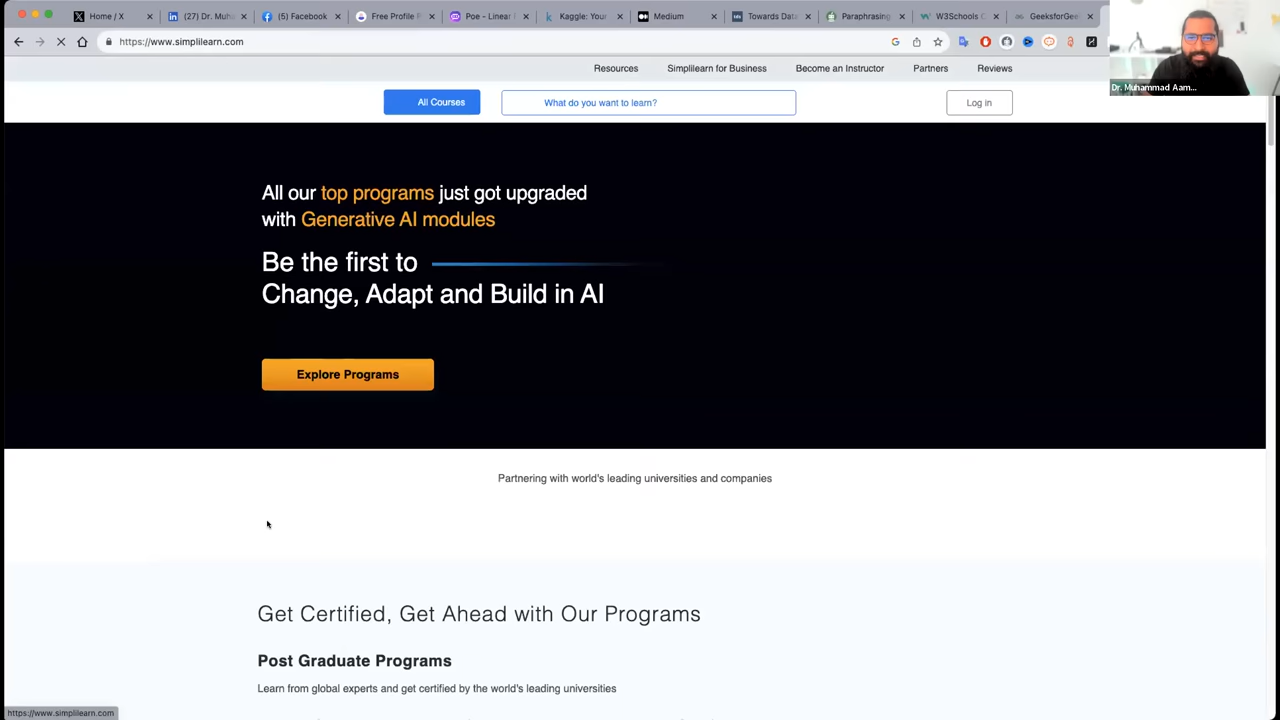 Home / X
(27) Dr. Muh
(5) Facebook
Free Profile P
Poe - Linear
Kaggle: Your
Medium
Towards Data
Paraphrasing
W3Schools
GeeksforGee
https://www.simplilearn.com
Dr. Muhammad Aam...
Resources
Simplilearn for Business
Become an Instructor
Partners
Reviews
All Courses
What do you want to learn?
Log in
All our top programs just got upgraded
with Generative AI modules
Be the first to
Change, Adapt and Build in AI
Explore Programs
Partnering with world's leading universities and companies
Get Certified, Get Ahead with Our Programs
Post Graduate Programs
Learn from global experts and get certified by the world's leading universities
https://www.simplilearn.com